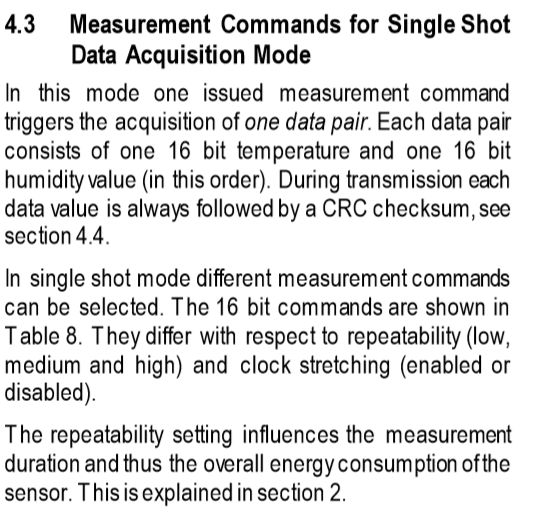 4.3 Measurement Commands for Single Shot
Data Acquisition Mode
In this mode one issued measurement command
triggers the acquisition of one data pair. Each data pair
consists of one 16 bit temperature and one 16 bit
humidity value (in this order). During transmission each
data value is always followed by a CRC checksum, see
section 4.4.
In single shot mode different measurement commands
can be selected. The 16 bit commands are shown in
Table 8. They differ with respect to repeatability (low,
medium and high) and clock stretching (enabled or
disabled).
The repeatability setting influences the measurement
duration and thus the overall energy consumption of the
sensor. This is explained in section 2.